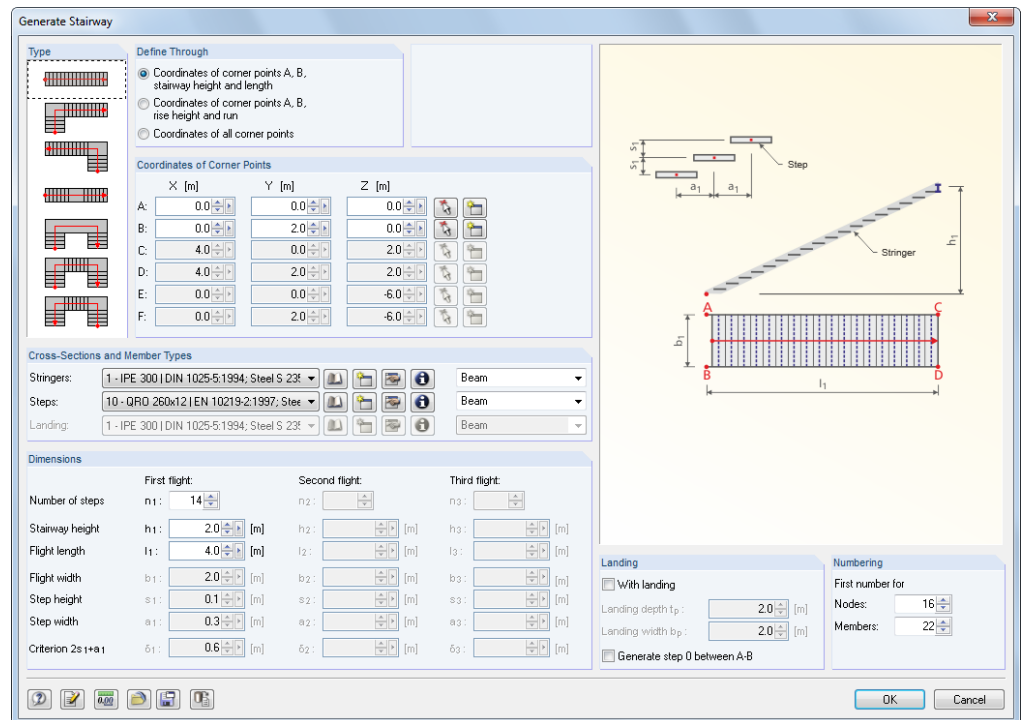 Generate Stairway
Type
Define Through
Coordinates of corner points A, B,
stairway height and length
Coordinates of corner points A, B,
rise height and run
Coordinates of all corner points
Coordinates of Corner Points
X [m] Y [m] Z [m]
A: 0.0 0.0 0.0
B: 0.0 2.0 0.0
C: 4.0 0.0 2.0
D: 4.0 2.0 2.0
E: 0.0 0.0 -6.0
F: 0.0 2.0 -6.0
Cross-Sections and Member Types
Stringers: 1 - IPE 300 | DIN 1025-5:1994; Steel S 235 Beam
Steps: 10 - QRO 260x12 | EN 10219-2:1997; Stee Beam
Landing: 1 - IPE 300 | DIN 1025-5:1994; Steel S 235 Beam
Dimensions
First flight: Second flight: Third flight:
Number of steps n1 : 14 n2 : n3 :
Stairway height h1 : 2.0 [m] h2 : [m] h3 : [m]
Flight length l1 : 4.0 [m] l2 : [m] l3 : [m]
Flight width b1 : 2.0 [m] b2 : [m] b3 : [m]
Step height s1 : 0.1 [m] s2 : [m] s3 : [m]
Step width a1 : 0.3 [m] a2 : [m] a3 : [m]
Criterion 2s1+a1 δ1 : 0.6 [m] δ2 : [m] δ3 : [m]
s1
s1
Step
a1 a1
Stringer
h1
A C
b1
B D
l1
Landing
With landing
Landing depth tp : 2.0 [m]
Landing width bp : 2.0 [m]
Generate step 0 between A-B
Numbering
First number for
Nodes: 16
Members: 22
0.00
OK Cancel